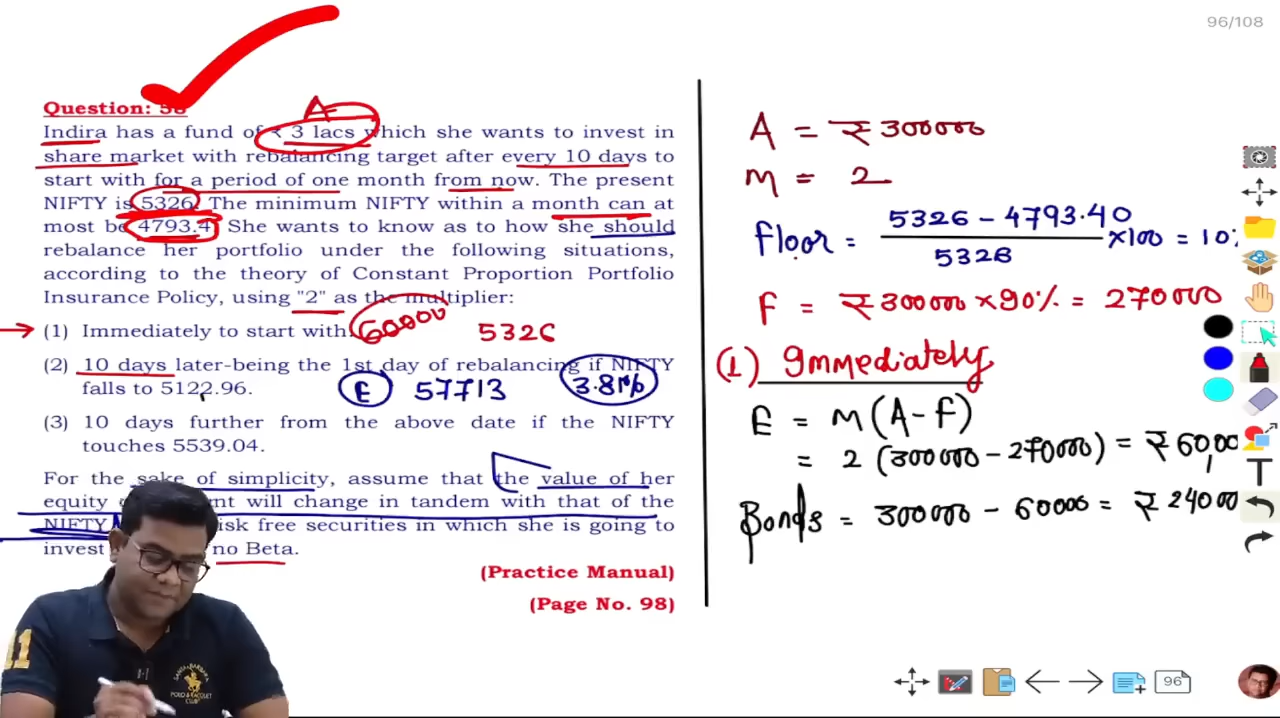 96/108
Question: 58
A
Indira has a fund of ₹ 3 lacs which she wants to invest in
share market with rebalancing target after every 10 days to
start with for a period of one month from now. The present
NIFTY is 5326. The minimum NIFTY within a month can at
most be 4793.4. She wants to know as to how she should
rebalance her portfolio under the following situations,
according to the theory of Constant Proportion Portfolio
Insurance Policy, using "2" as the multiplier:
(1) Immediately to start with. 60000 5326
(2) 10 days later-being the 1st day of rebalancing if NIFTY
falls to 5122.96. E 57713 3.81%
(3) 10 days further from the above date if the NIFTY
touches 5539.04.
For the sake of simplicity, assume that the value of her
equity will change in tandem with that of the
NIFTY risk free securities in which she is going to
invest no Beta.
(Practice Manual)
(Page No. 98)
A = ₹300000
M = 2
floor = 5326 - 4793.40 / 5326 ×100 = 10%
F = ₹300000 × 90% = 270000
(1) Immediately
E = M(A-F)
= 2 (300000 - 270000) = ₹60,00
Bonds = 300000 - 60000 = ₹24000
T
96
11
SANTA BARBARA
POLO & RACQUET
CLUB